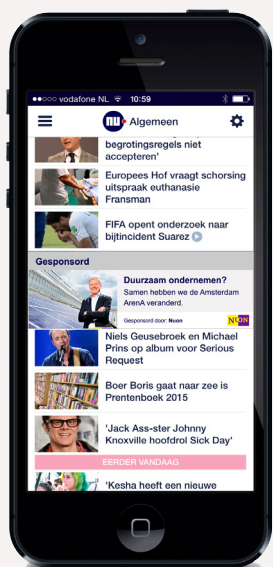 vodafone NL 10:59
nu Algemeen
begrotingsregels niet
accepteren'
Europees Hof vraagt schorsing
uitspraak euthanasie
Fransman
FIFA opent onderzoek naar
bijtincident Suarez
Gesponsord
Duurzaam ondernemen?
Samen hebben we de Amsterdam
ArenA veranderd.
Gesponsord door: Nuon
NUON
Niels Geusebroek en Michael
Prins op album voor Serious
Request
Boer Boris gaat naar zee is
Prentenboek 2015
'Jack Ass-ster Johnny
Knoxville hoofdrol Sick Day'
EERDER VANDAAG
'Kesha heeft een nieuwe